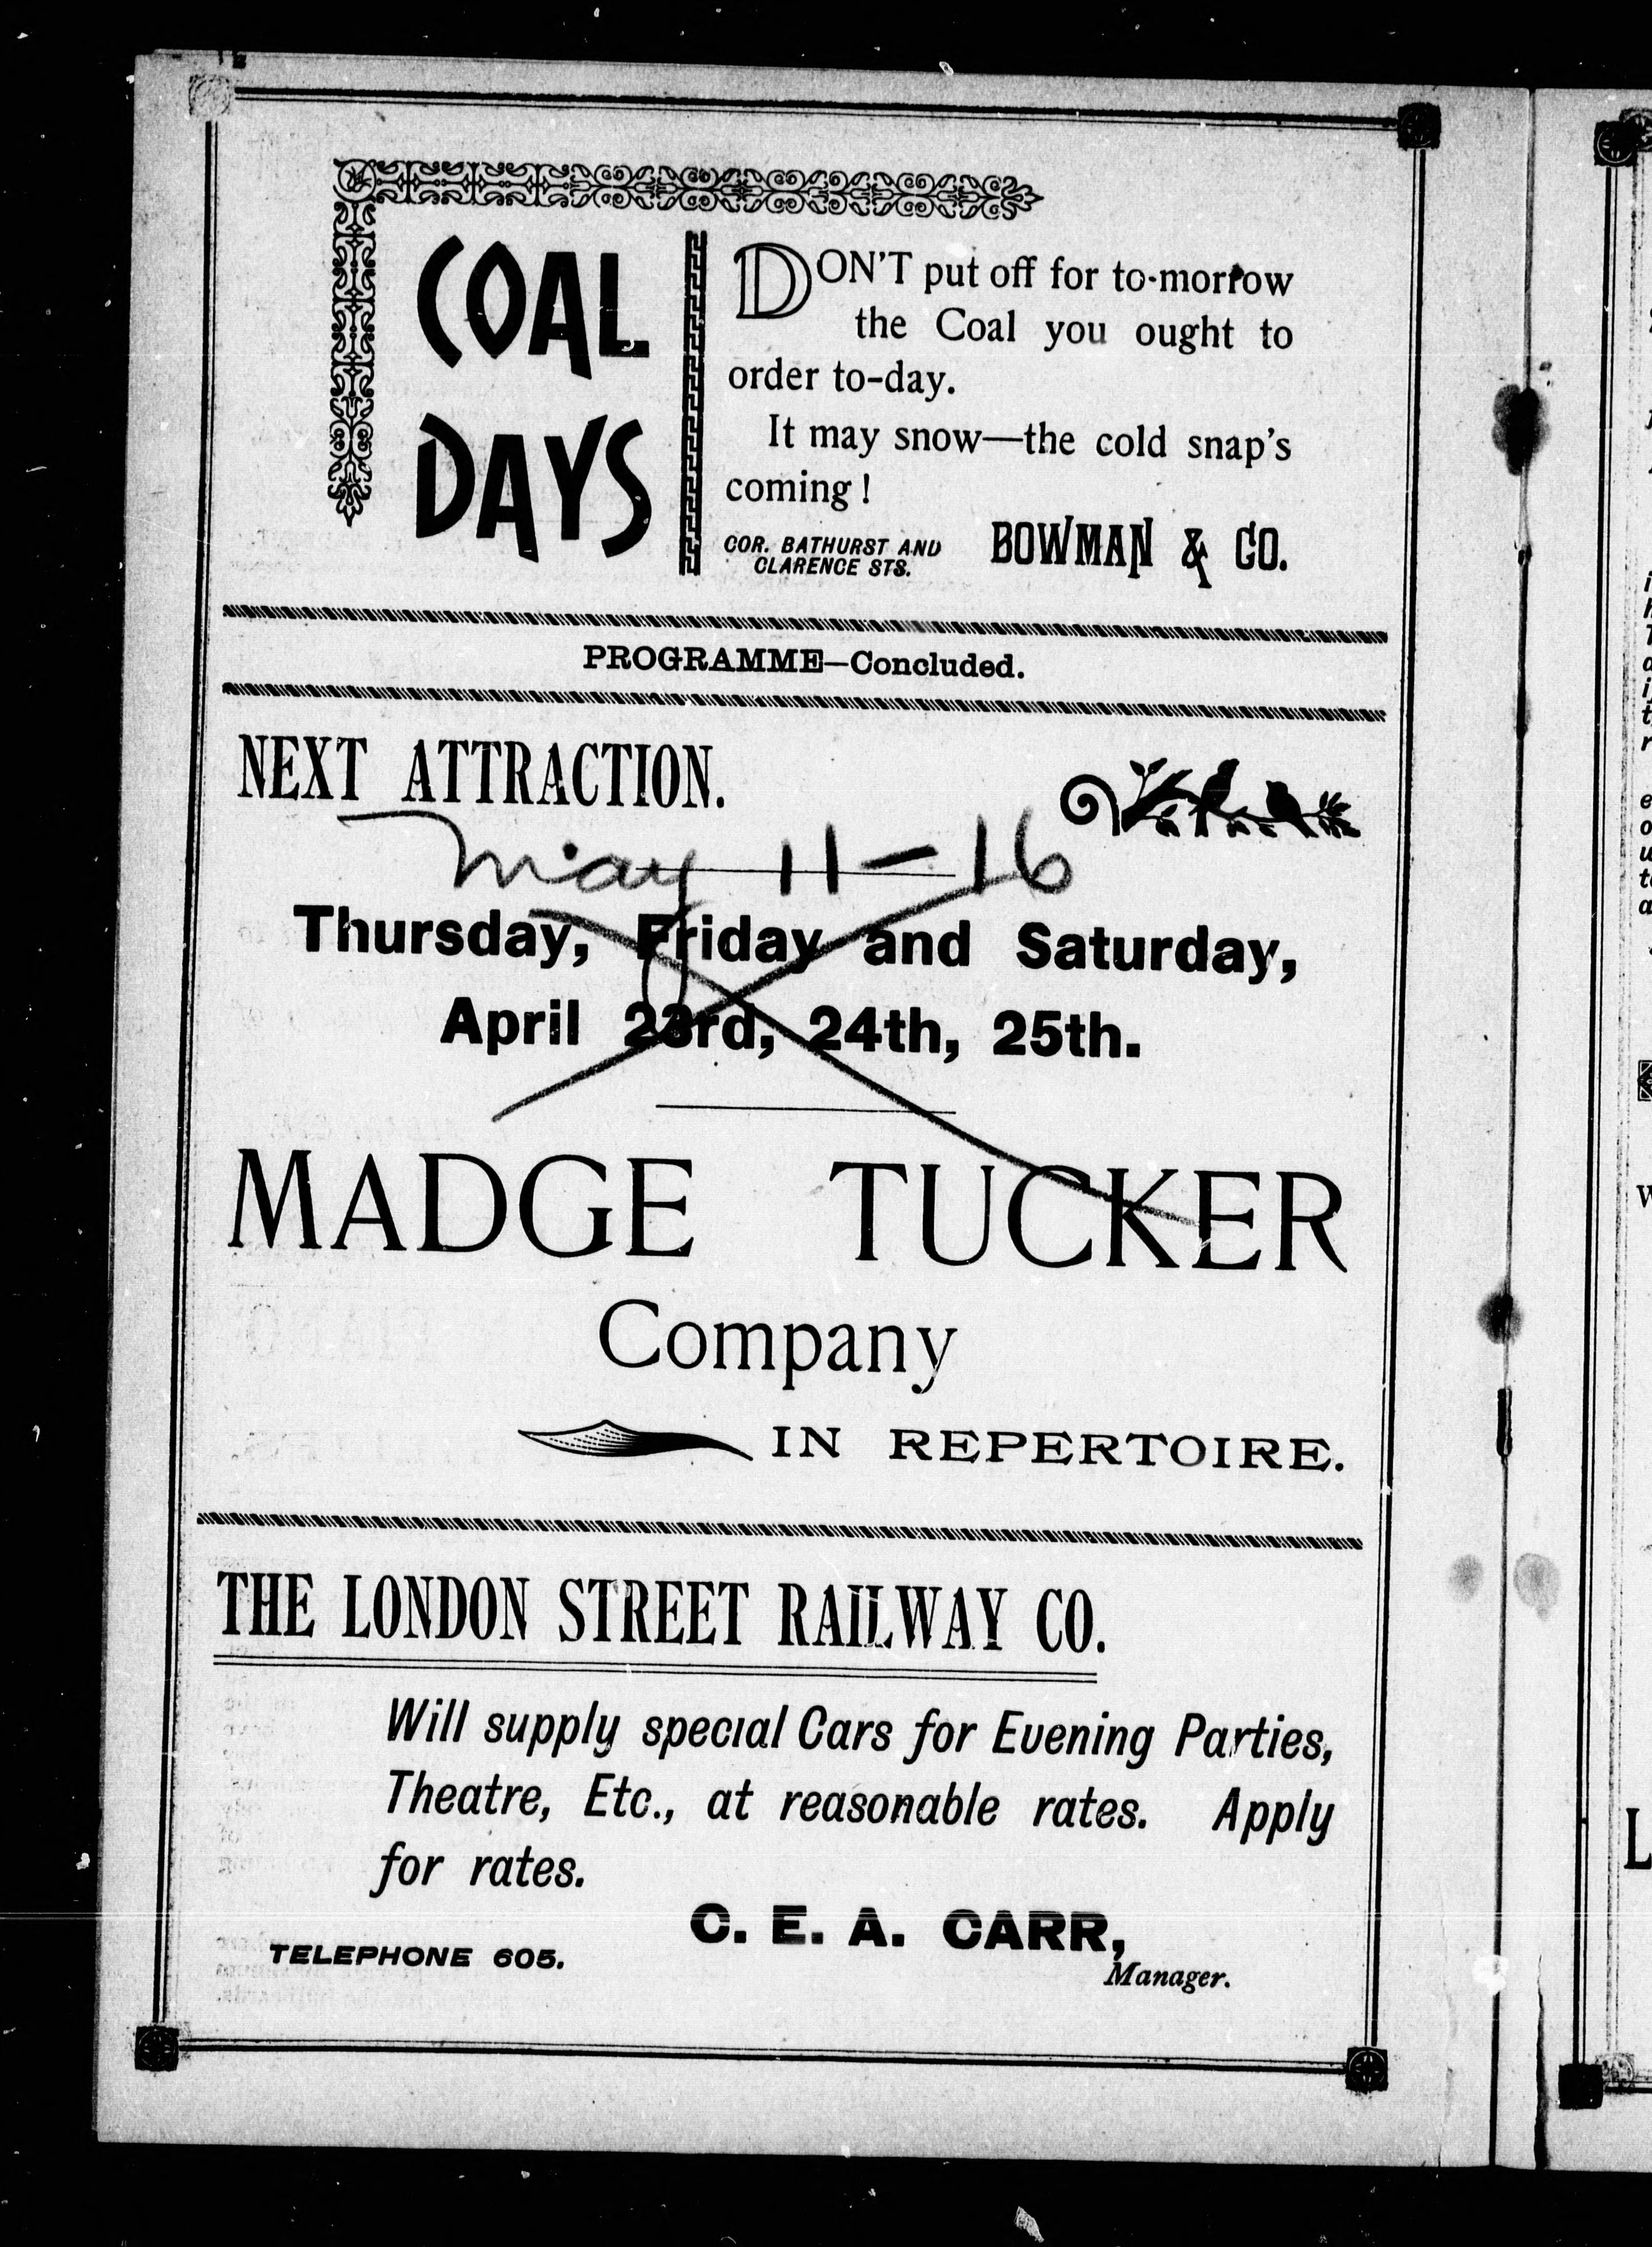 COAL
DAYS
DON'T put off for to-morrow
the Coal you ought to
order to-day.
It may snow—the cold snap's
coming!
COR. BATHURST AND
CLARENCE STS.
BOWMAN & CO.
PROGRAMME—Concluded.
NEXT ATTRACTION.
May 11-16
Thursday, Friday and Saturday,
April 23rd, 24th, 25th.
MADGE TUCKER
Company
IN REPERTOIRE.
THE LONDON STREET RAILWAY CO.
Will supply special Cars for Evening Parties,
Theatre, Etc., at reasonable rates. Apply
for rates.
C. E. A. CARR,
TELEPHONE 605.
Manager.